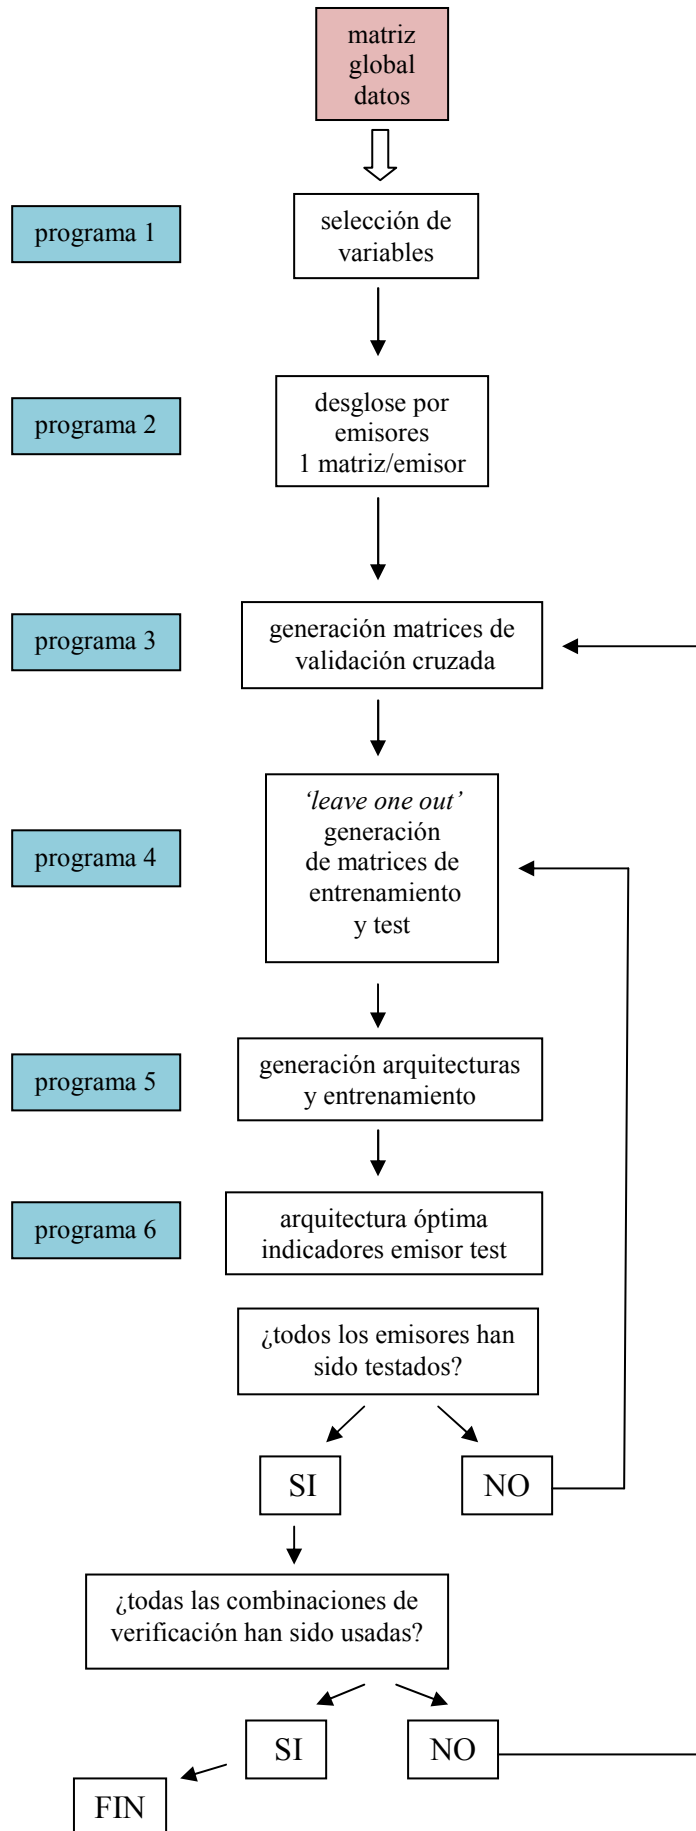 matriz
global
datos
programa 1
selección de
variables
programa 2
desglose por
emisores
1 matriz/emisor
programa 3
generación matrices de
validación cruzada
programa 4
‘leave one out’
generación
de matrices de
entrenamiento
y test
programa 5
generación arquitecturas
y entrenamiento
programa 6
arquitectura óptima
indicadores emisor test
¿todos los emisores han
sido testados?
SI
NO
¿todas las combinaciones de
verificación han sido usadas?
SI
NO
FIN